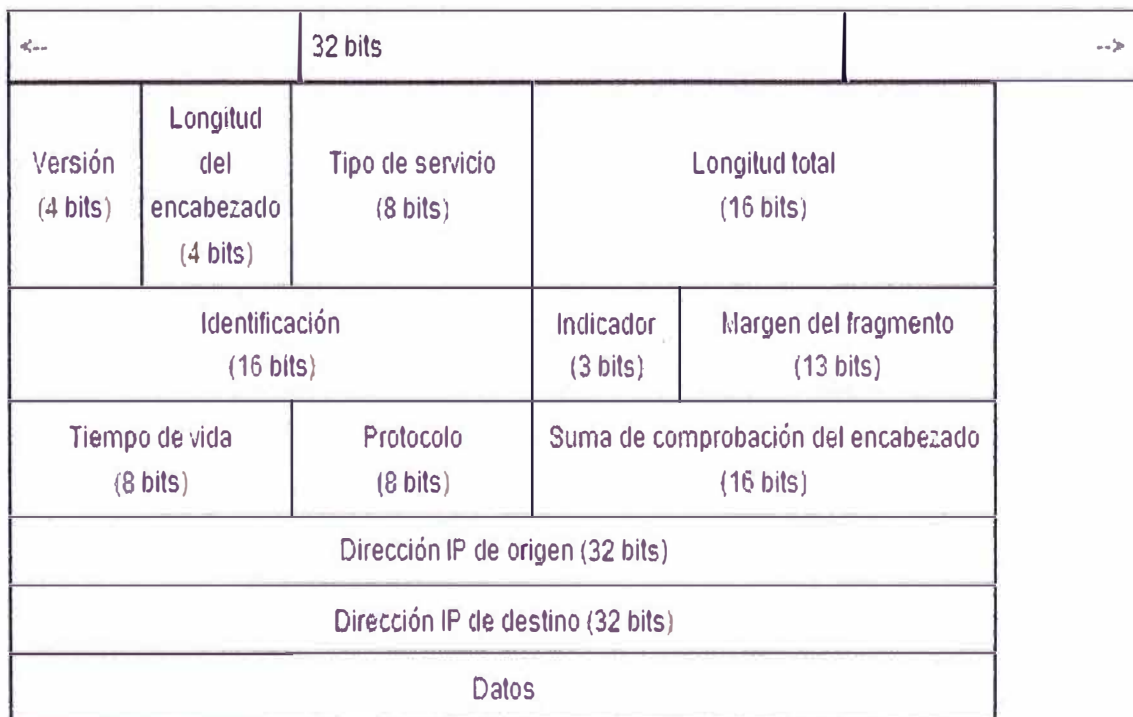 <-- 32 bits -->
Versión
(4 bits)
Longitud
del
encabezado
(4 bits)
Tipo de servicio
(8 bits)
Longitud total
(16 bits)
Identificación
(16 bits)
Indicador
(3 bits)
Margen del fragmento
(13 bits)
Tiempo de vida
(8 bits)
Protocolo
(8 bits)
Suma de comprobación del encabezado
(16 bits)
Dirección IP de origen (32 bits)
Dirección IP de destino (32 bits)
Datos